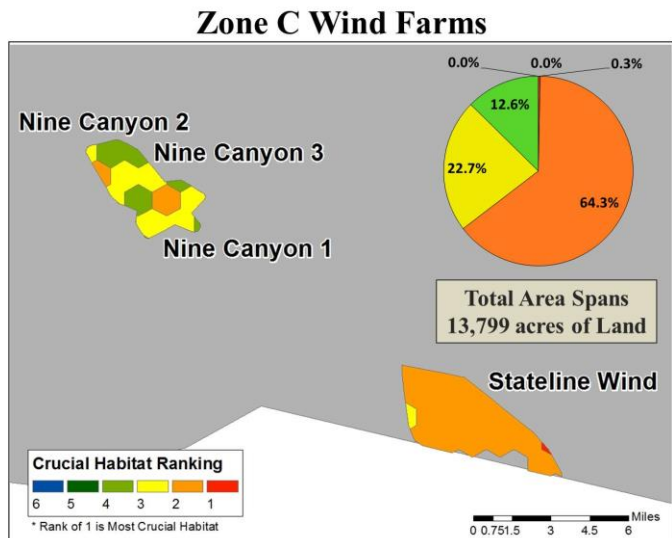 Zone C Wind Farms
0.0%
0.0%
0.3%
12.6%
22.7%
64.3%
Nine Canyon 2
Nine Canyon 3
Nine Canyon 1
Total Area Spans
13,799 acres of Land
Stateline Wind
Crucial Habitat Ranking
6 5 4 3 2 1
* Rank of 1 is Most Crucial Habitat
Miles
0 0.75 1.5 3 4.5 6